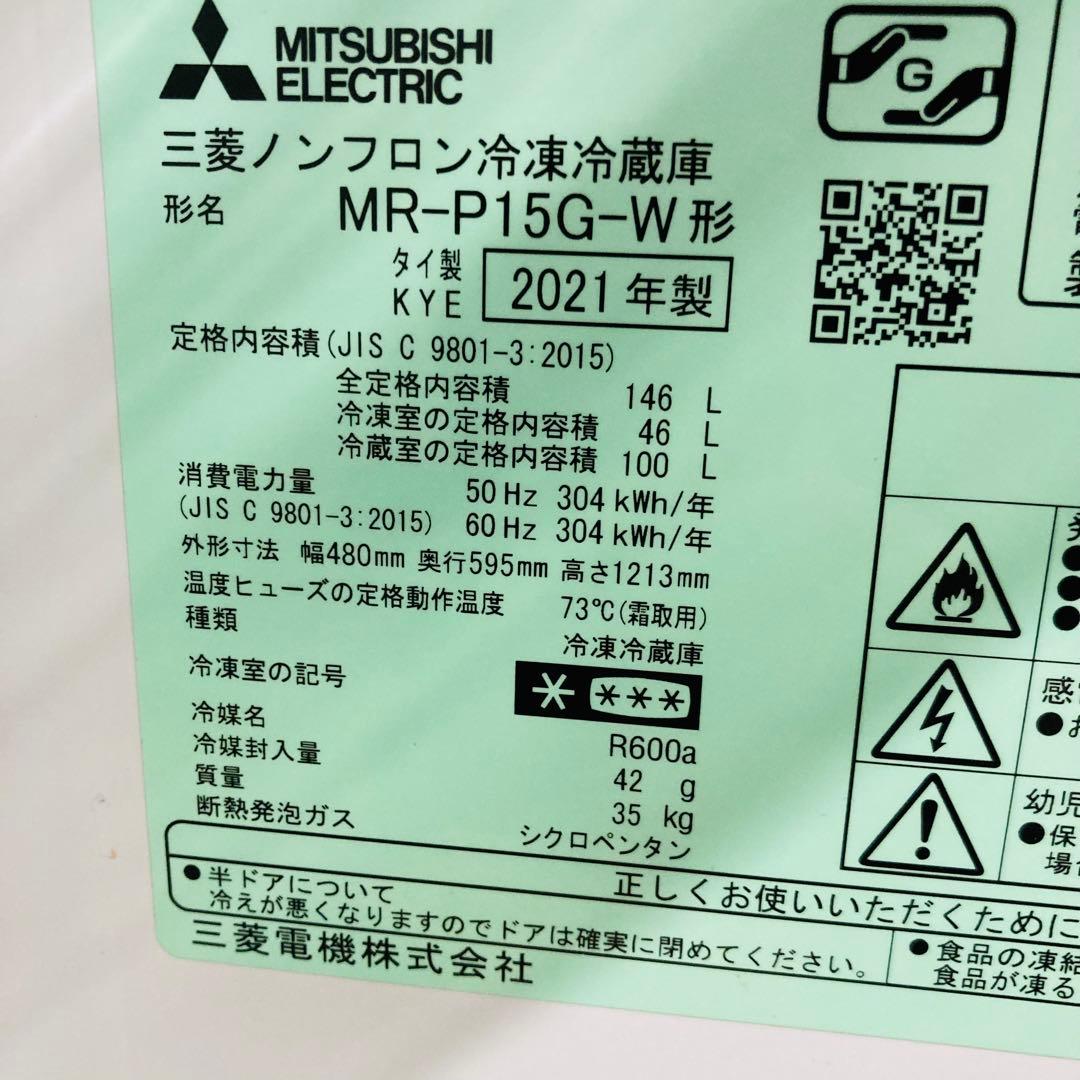 MITSUBISHI
ELECTRIC
G
三菱ノンフロン冷凍冷蔵庫
形名 MR-P15G-W形
タイ製
KYE 2021年製
定格内容積(JIS C 9801-3:2015)
全定格内容積 146 L
冷凍室の定格内容積 46 L
冷蔵室の定格内容積 100 L
消費電力量 50Hz 304kWh/年
(JIS C 9801-3:2015) 60Hz 304kWh/年
外形寸法 幅480mm 奥行595mm 高さ1213mm
温度ヒューズの定格動作温度 73℃(霜取用)
種類 冷凍冷蔵庫
冷凍室の記号 * ***
冷媒名 R600a
冷媒封入量 42 g
質量 35 kg
断熱発泡ガス シクロペンタン
正しくお使いいただくために
●半ドアについて
冷えが悪くなりますのでドアは確実に閉めてください。
●食品の凍結
食品が凍る
三菱電機株式会社
発
感
●お
幼児
●保
場合
製